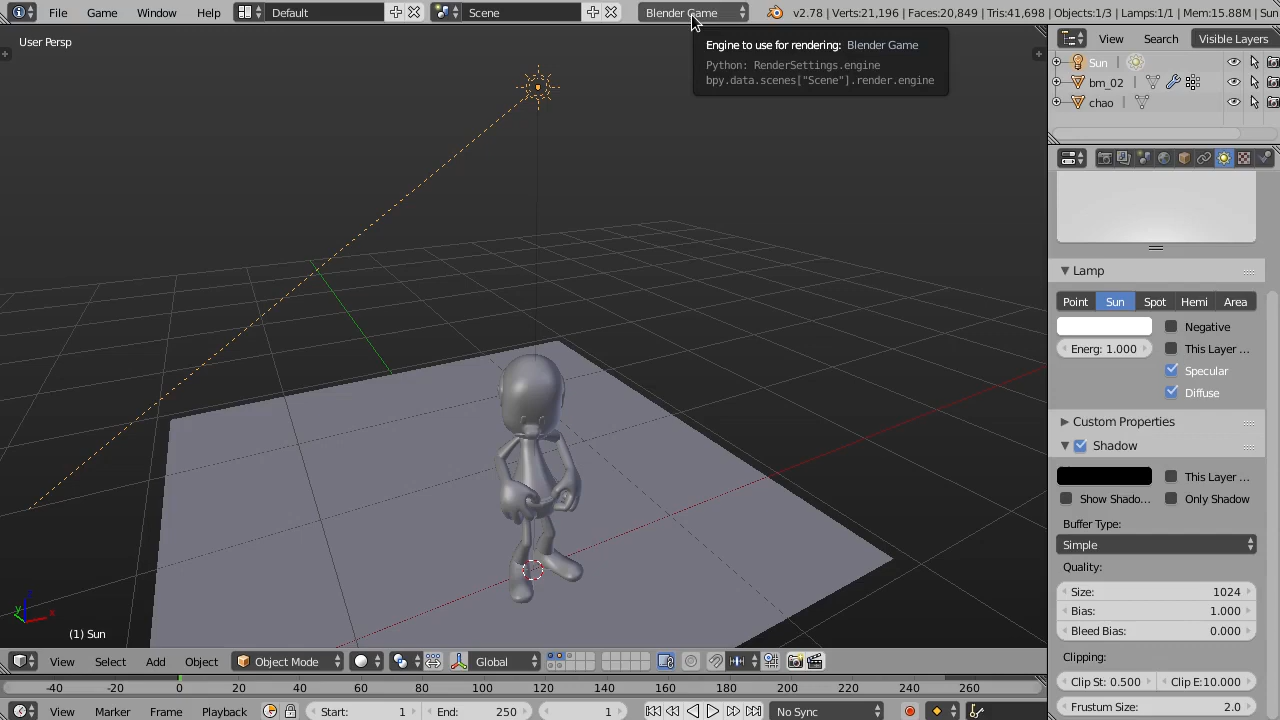 File Game Window Help Default Scene Blender Game v2.78 | Verts:21,196 | Faces:20,849 | Tris:41,698 | Objects:1/3 | Lamps:1/1 | Mem:15.88M | Sun
User Persp
Engine to use for rendering: Blender Game
Python: RenderSettings.engine
bpy.data.scenes["Scene"].render.engine
View Search Visible Layers
Sun
bm_02
chao
Lamp
Point Sun Spot Hemi Area
Negative
Energ: 1.000 This Layer ...
Specular
Diffuse
Custom Properties
Shadow
This Layer ...
Show Shado... Only Shadow
Buffer Type:
Simple
Quality:
Size: 1024
Bias: 1.000
Bleed Bias: 0.000
Clipping:
Clip St: 0.500 Clip E:10.000
Frustum Size: 2.0
z
y x
(1) Sun
View Select Add Object Object Mode Global
-40 -20 0 20 40 60 80 100 120 140 160 180 200 220 240 260
View Marker Frame Playback Start: 1 End: 250 1 No Sync